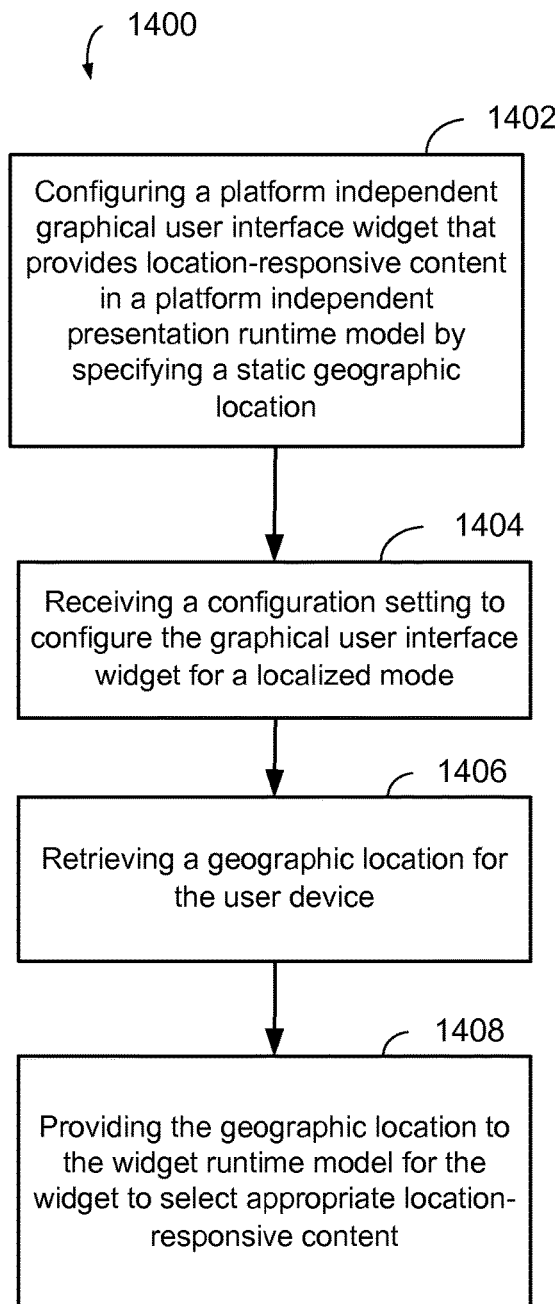 1400
1402
Configuring a platform independent
graphical user interface widget that
provides location-responsive content
in a platform independent
presentation runtime model by
specifying a static geographic
location
1404
Receiving a configuration setting to
configure the graphical user interface
widget for a localized mode
1406
Retrieving a geographic location for
the user device
1408
Providing the geographic location to
the widget runtime model for the
widget to select appropriate location-
responsive content